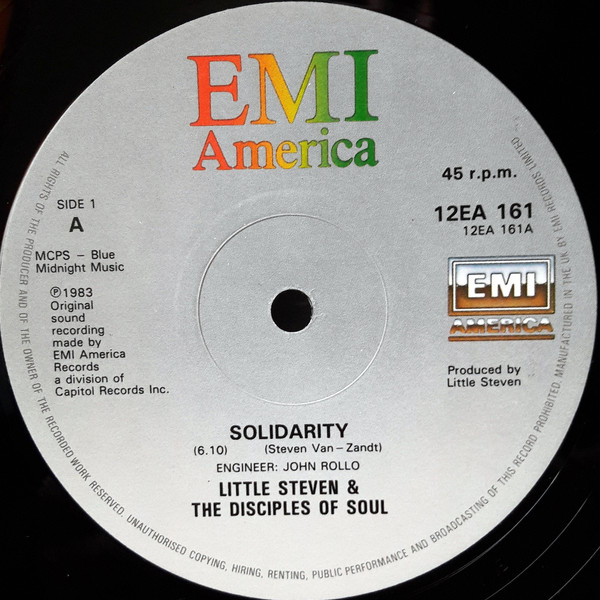 EMI
America
45 r.p.m.
SIDE 1
A
12EA 161
12EA 161A
MCPS – Blue
Midnight Music
℗1983
Original
sound
recording
made by
EMI America
Records
a division of
Capitol Records Inc.
EMI
AMERICA
Produced by
Little Steven
SOLIDARITY
(6.10) (Steven Van–Zandt)
ENGINEER: JOHN ROLLO
LITTLE STEVEN &
THE DISCIPLES OF SOUL
ALL RIGHTS OF THE PRODUCER AND OF THE OWNER OF THE RECORDED WORK RESERVED. UNAUTHORISED COPYING, HIRING, RENTING, PUBLIC PERFORMANCE AND BROADCASTING OF THIS RECORD PROHIBITED. MANUFACTURED IN THE UK BY EMI RECORDS LIMITED